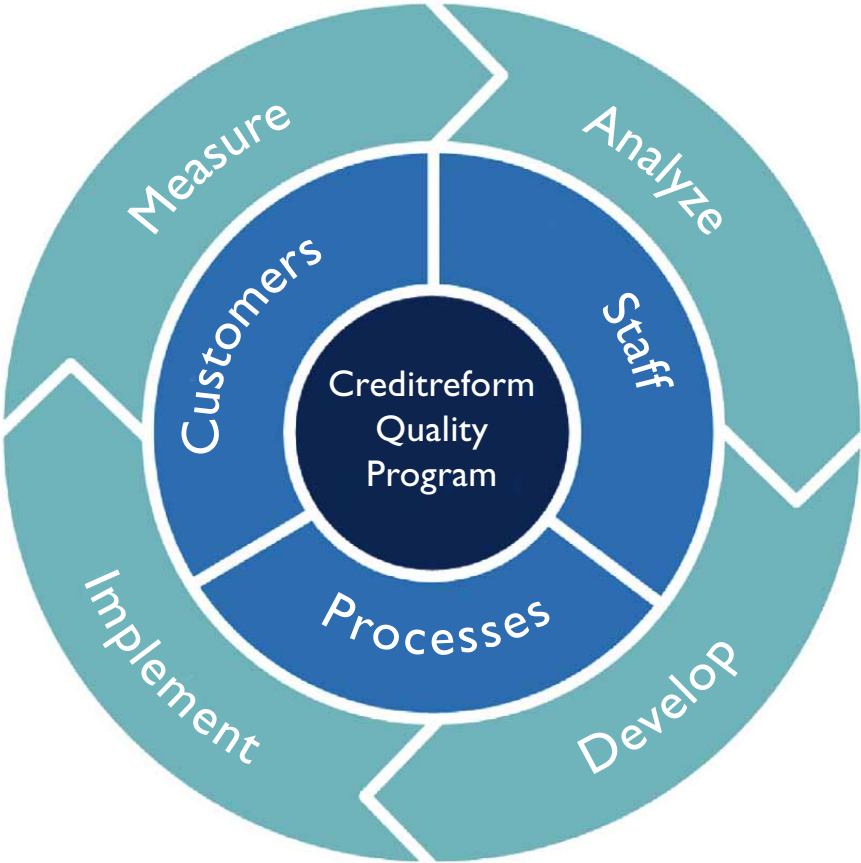 Measure
Analyze
Customers
Staff
Creditreform
Quality
Program
Processes
Implement
Develop